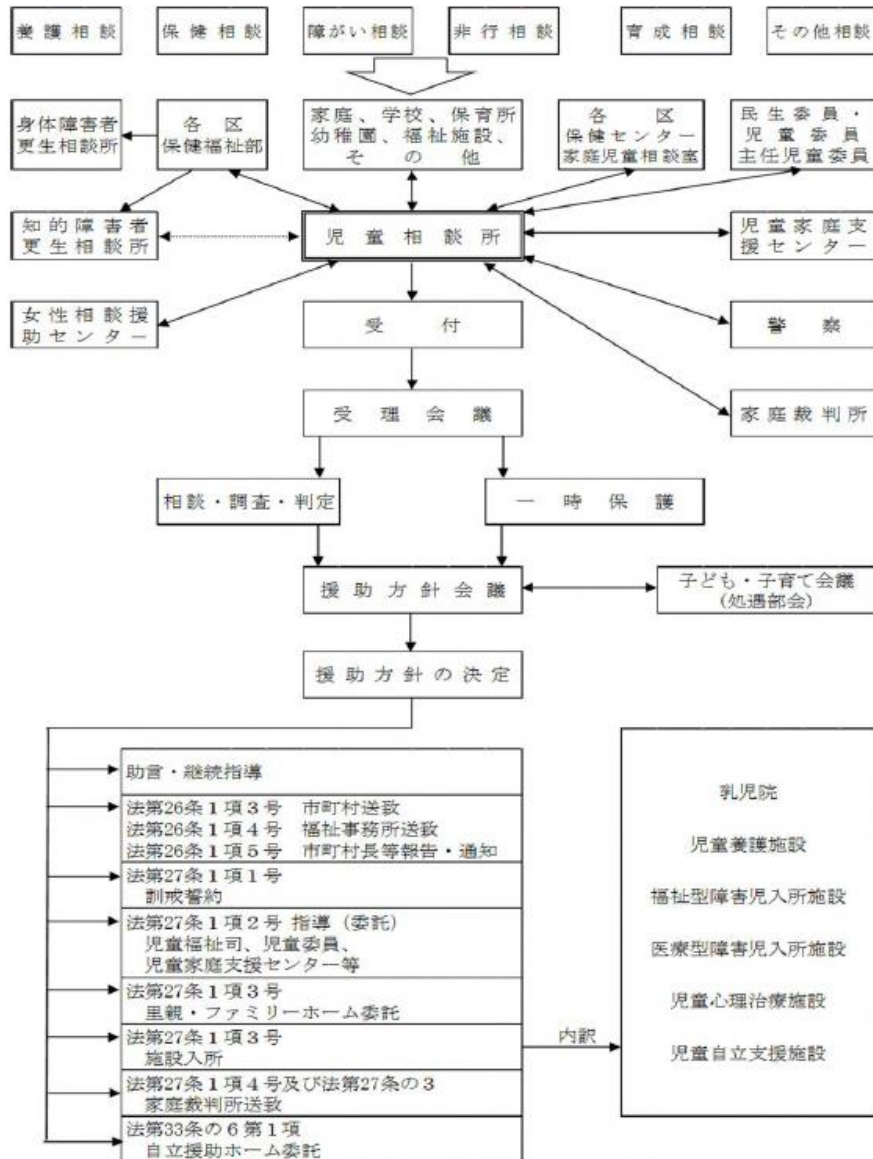 養護相談
保健相談
障がい相談
非行相談
育成相談
その他相談
身体障害者
更生相談所
各区
保健福祉部
家庭、学校、保育所
幼稚園、福祉施設、
その他
各区
保健センター
家庭児童相談室
民生委員・
児童委員
主任児童委員
知的障害者
更生相談所
児童相談所
児童家庭支
援センター
女性相談援
助センター
受付
警察
受理会議
家庭裁判所
相談・調査・判定
一時保護
援助方針会議
子ども・子育て会議
(処遇部会)
援助方針の決定
助言・継続指導
法第26条1項3号 市町村送致
法第26条1項4号 福祉事務所送致
法第26条1項5号 市町村長等報告・通知
法第27条1項1号
訓戒誓約
法第27条1項2号 指導（委託）
児童福祉司、児童委員、
児童家庭支援センター等
法第27条1項3号
里親・ファミリーホーム委託
法第27条1項3号
施設入所
法第27条1項4号及び法第27条の3
家庭裁判所送致
法第33条の6第1項
自立援助ホーム委託
内訳
乳児院
児童養護施設
福祉型障害児入所施設
医療型障害児入所施設
児童心理治療施設
児童自立支援施設